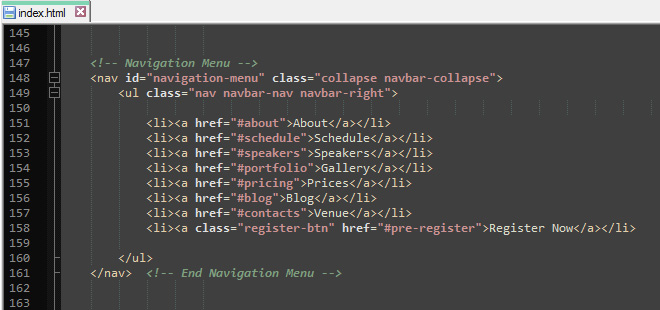 index.html
145
146
147 <!-- Navigation Menu -->
148 <nav id="navigation-menu" class="collapse navbar-collapse">
149 <ul class="nav navbar-nav navbar-right">
150
151 <li><a href="#about">About</a></li>
152 <li><a href="#schedule">Schedule</a></li>
153 <li><a href="#speakers">Speakers</a></li>
154 <li><a href="#portfolio">Gallery</a></li>
155 <li><a href="#pricing">Prices</a></li>
156 <li><a href="#blog">Blog</a></li>
157 <li><a href="#contacts">Venue</a></li>
158 <li><a class="register-btn" href="#pre-register">Register Now</a></li>
159
160 </ul>
161 </nav> <!-- End Navigation Menu -->
162
163